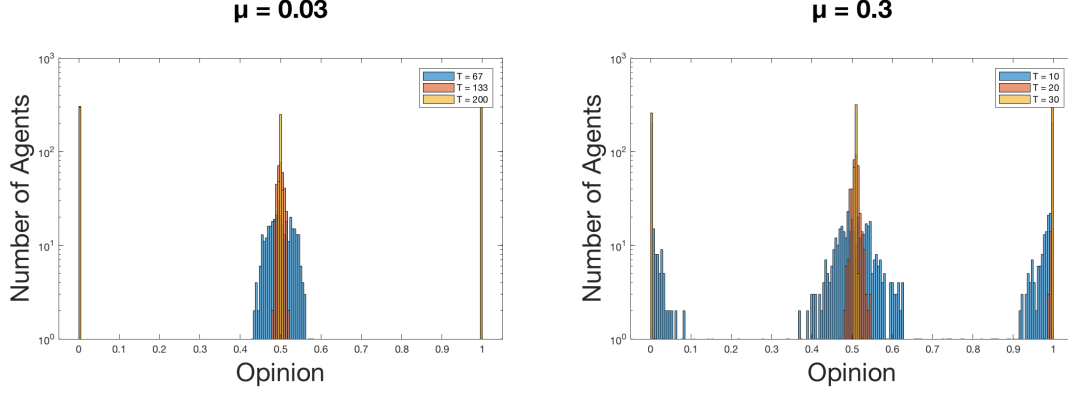 μ = 0.03
Number of Agents
10³
10²
10¹
10⁰
T = 67
T = 133
T = 200
0 0.1 0.2 0.3 0.4 0.5 0.6 0.7 0.8 0.9 1
Opinion
μ = 0.3
Number of Agents
10³
10²
10¹
10⁰
T = 10
T = 20
T = 30
0 0.1 0.2 0.3 0.4 0.5 0.6 0.7 0.8 0.9 1
Opinion